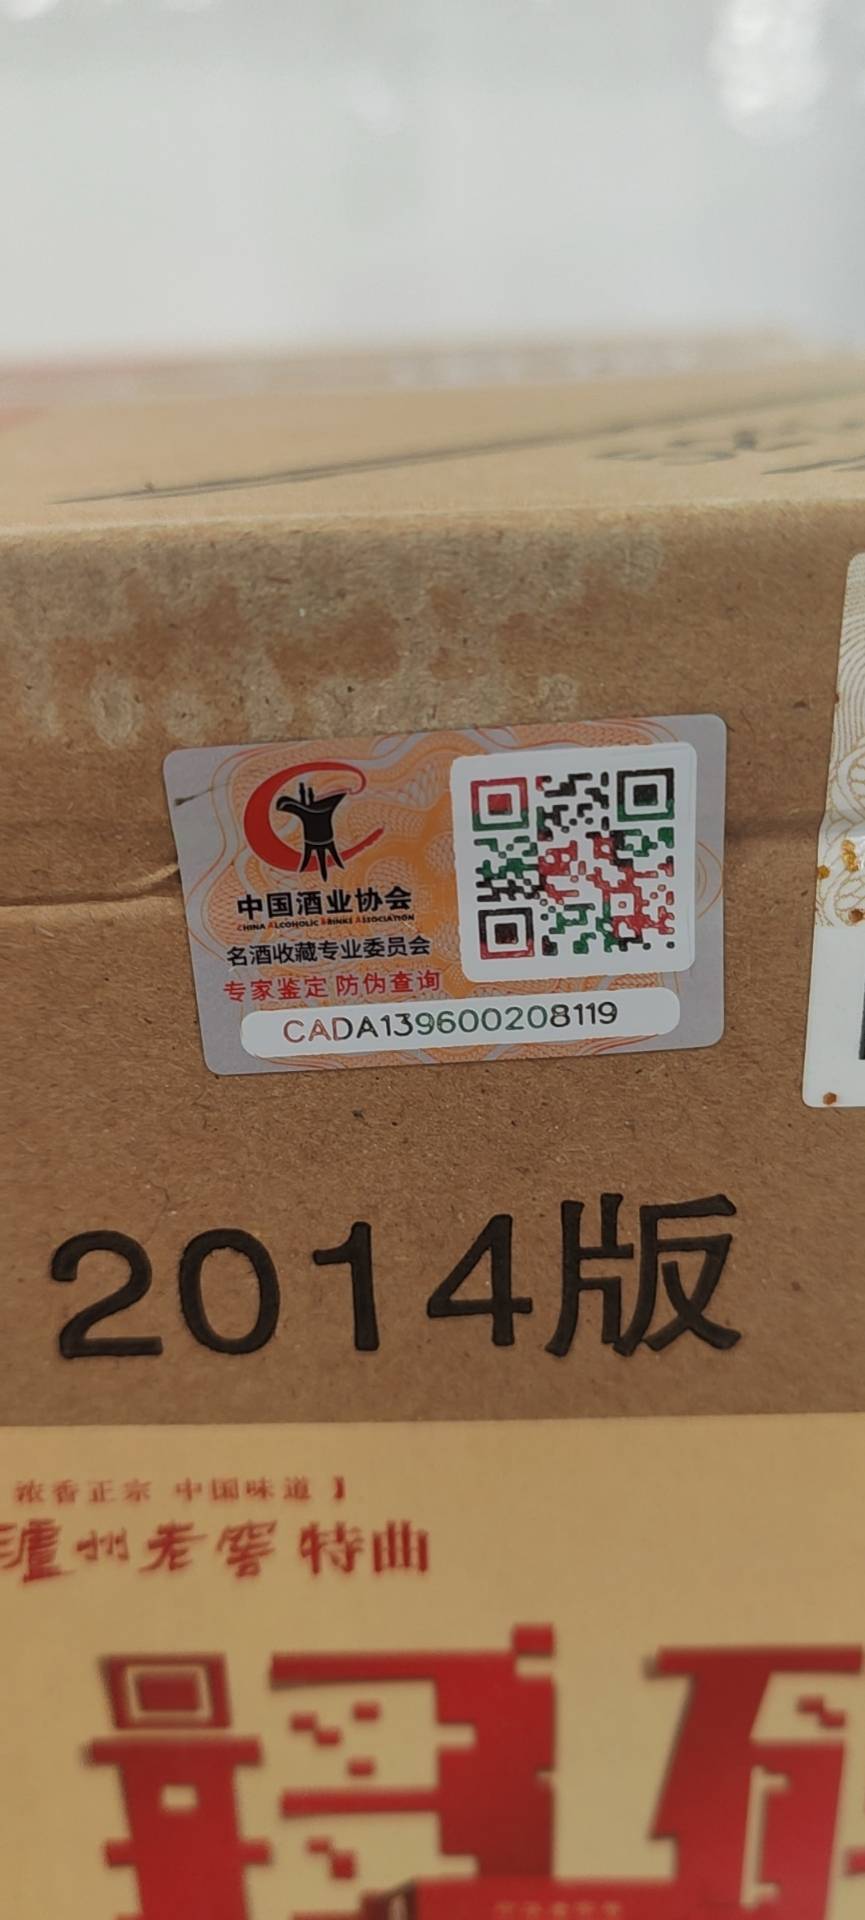 中国酒业协会
CHINA ALCOHOLIC DRINKS ASSOCIATION
名酒收藏专业委员会
专家鉴定 防伪查询
CADA139600208119
2014版
浓香正宗 中国味道】
泸州老窖 特曲